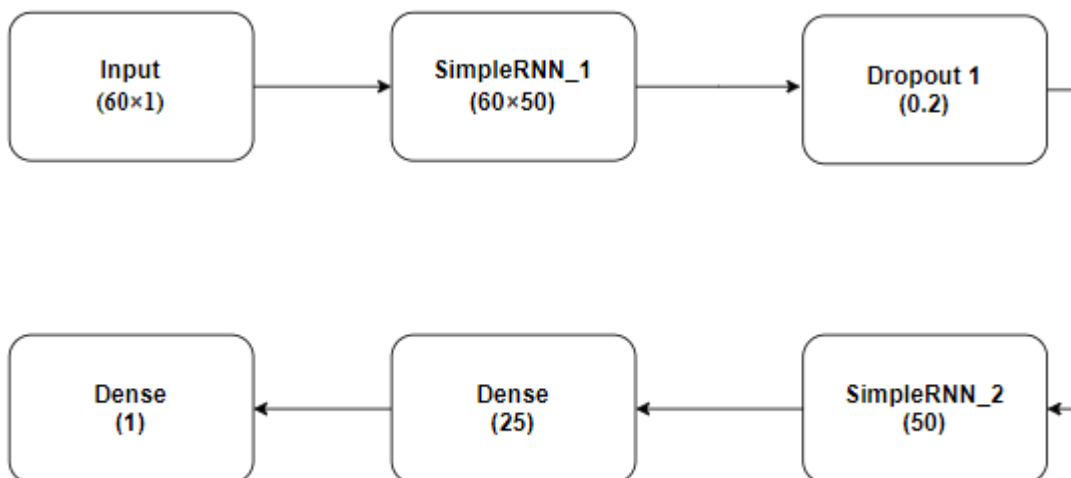 Input
(60×1)
SimpleRNN_1
(60×50)
Dropout 1
(0.2)
SimpleRNN_2
(50)
Dense
(25)
Dense
(1)